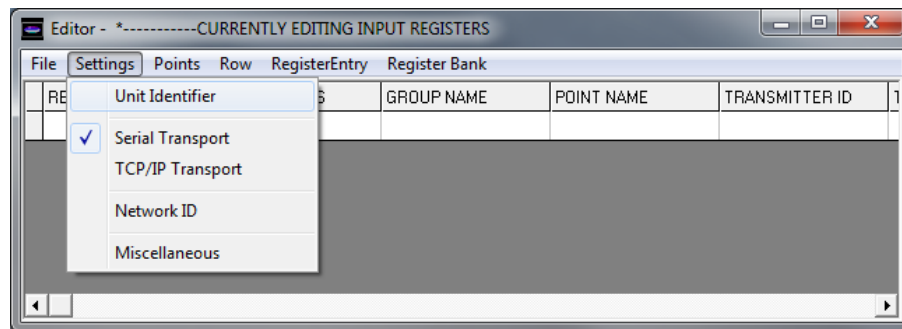 Editor - *-----------CURRENTLY EDITING INPUT REGISTERS
File Settings Points Row RegisterEntry Register Bank
GROUP NAME POINT NAME TRANSMITTER ID
Unit Identifier
Serial Transport
TCP/IP Transport
Network ID
Miscellaneous